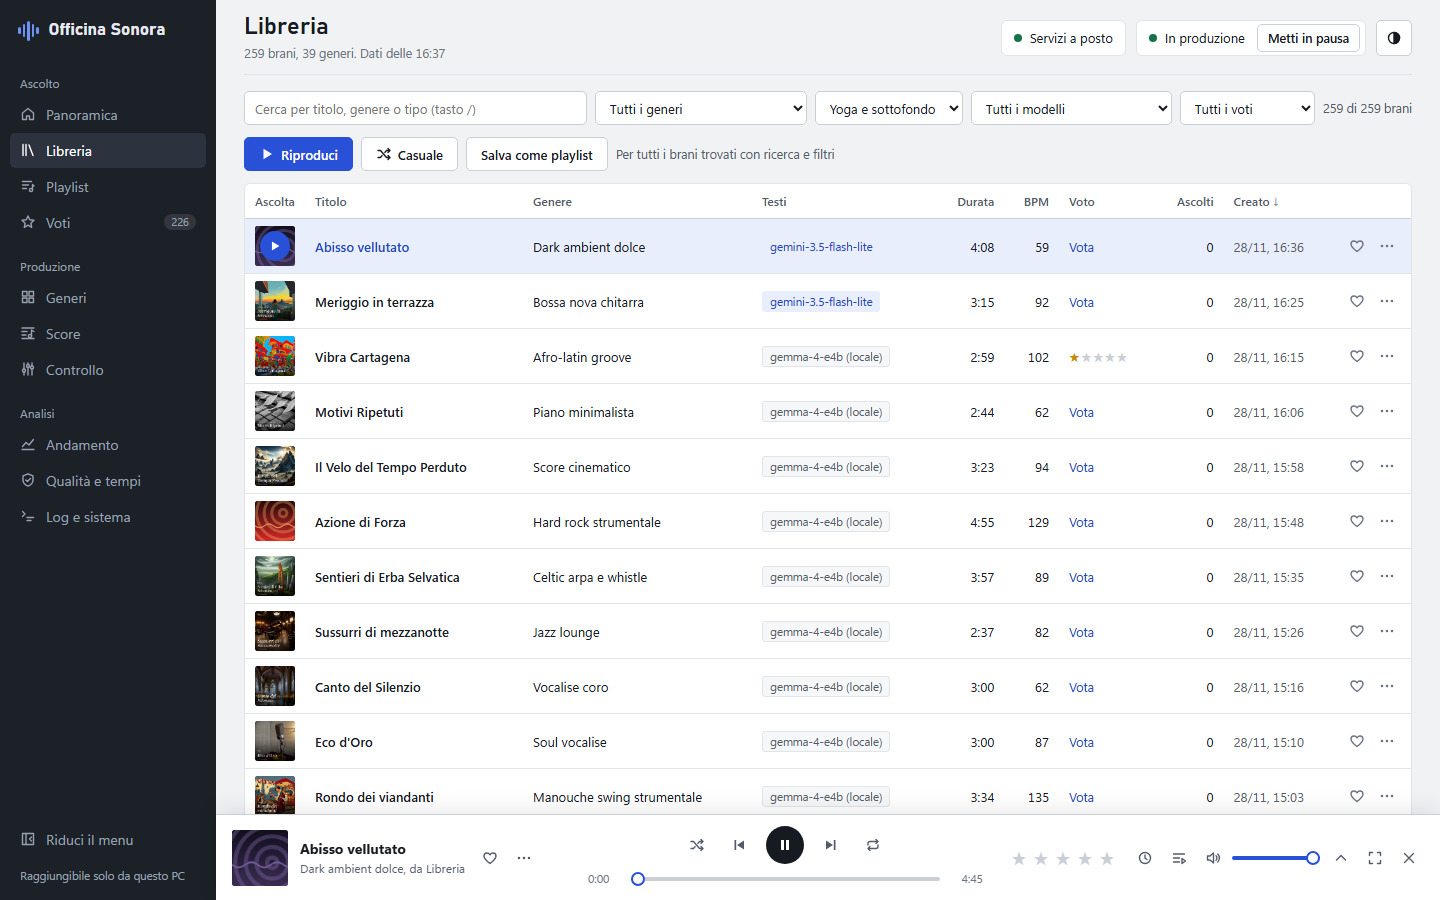 Officina Sonora
Ascolto
Panoramica
Libreria
Playlist
Voti 226
Produzione
Generi
Score
Controllo
Analisi
Andamento
Qualità e tempi
Log e sistema
Riduci il menu
Raggiungibile solo da questo PC
Libreria
259 brani, 39 generi. Dati delle 16:37
Servizi a posto
In produzione Metti in pausa
Cerca per titolo, genere o tipo (tasto /) Tutti i generi Yoga e sottofondo Tutti i modelli Tutti i voti 259 di 259 brani
Riproduci Casuale Salva come playlist Per tutti i brani trovati con ricerca e filtri
Ascolta Titolo Genere Testi Durata BPM Voto Ascolti Creato ↓
Abisso vellutato Dark ambient dolce gemini-3.5-flash-lite 4:08 59 Vota 0 28/11, 16:36
Meriggio in terrazza Bossa nova chitarra gemini-3.5-flash-lite 3:15 92 Vota 0 28/11, 16:25
Vibra Cartagena Afro-latin groove gemma-4-e4b (locale) 2:59 102 0 28/11, 16:15
Motivi Ripetuti Piano minimalista gemma-4-e4b (locale) 2:44 62 Vota 0 28/11, 16:06
Il Velo del Tempo Perduto Score cinematico gemma-4-e4b (locale) 3:23 94 Vota 0 28/11, 15:58
Azione di Forza Hard rock strumentale gemma-4-e4b (locale) 4:55 129 Vota 0 28/11, 15:48
Sentieri di Erba Selvatica Celtic arpa e whistle gemma-4-e4b (locale) 3:57 89 Vota 0 28/11, 15:35
Sussurri di mezzanotte Jazz lounge gemma-4-e4b (locale) 2:37 82 Vota 0 28/11, 15:26
Canto del Silenzio Vocalise coro gemma-4-e4b (locale) 3:00 62 Vota 0 28/11, 15:16
Eco d'Oro Soul vocalise gemma-4-e4b (locale) 3:00 87 Vota 0 28/11, 15:10
Rondo dei viandanti Manouche swing strumentale gemma-4-e4b (locale) 3:34 135 Vota 0 28/11, 15:03
Abisso vellutato
Dark ambient dolce, da Libreria
0:00 4:45